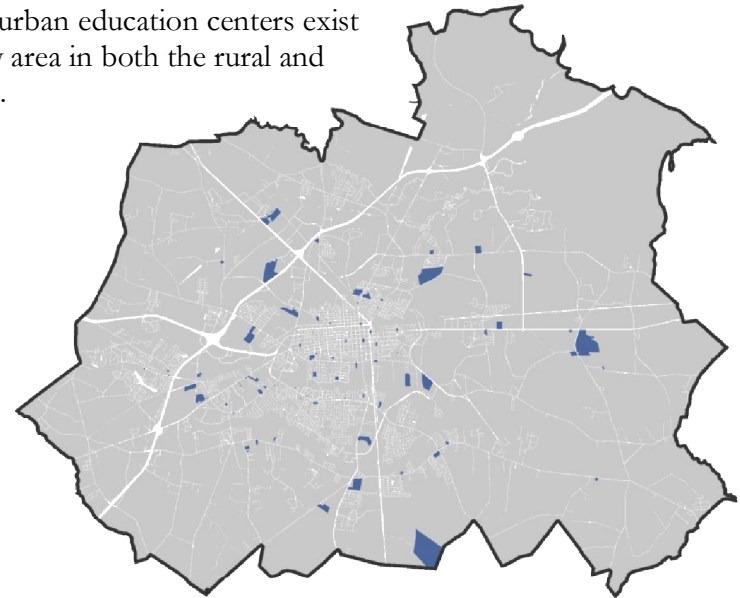 urban education centers exist
area in both the rural and
.